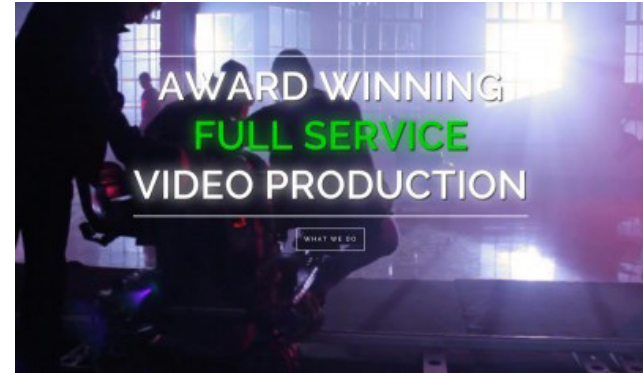 AWARD WINNING
FULL SERVICE
VIDEO PRODUCTION
WHAT WE DO